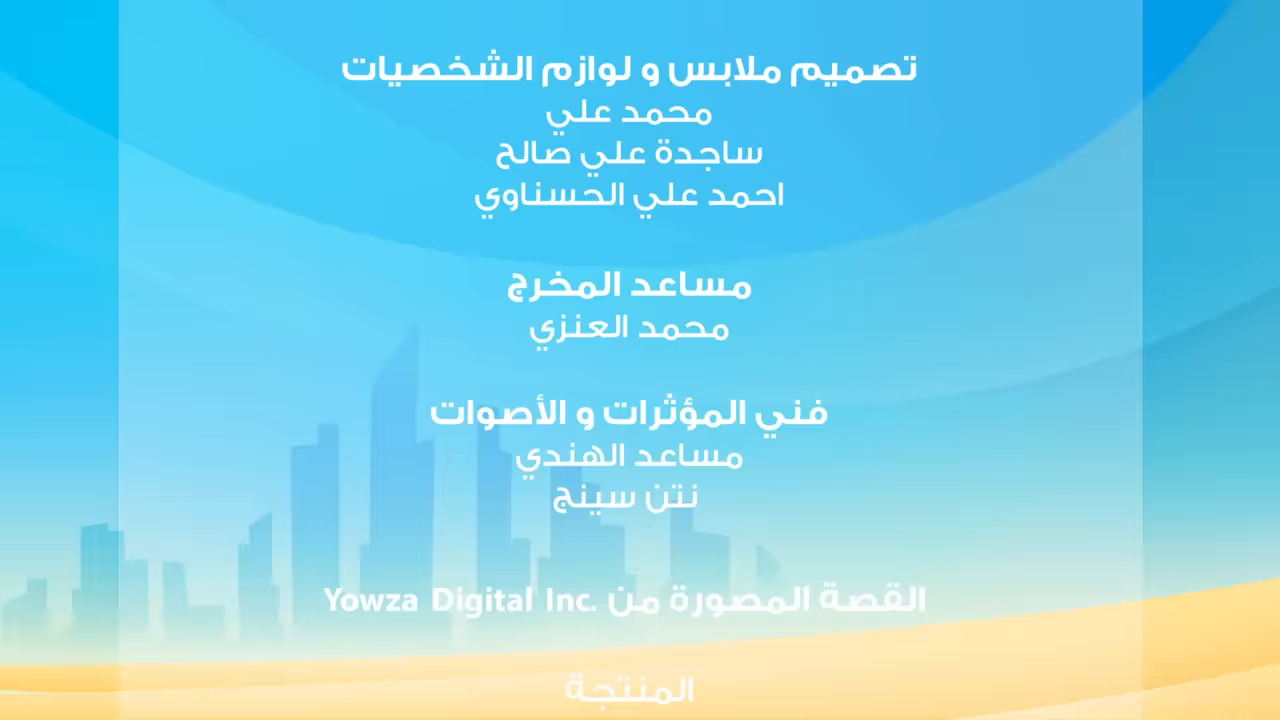 تصميم ملابس و لوازم الشخصيات
محمد علي
ساجدة علي صالح
احمد علي الحسناوي
مساعد المخرج
محمد العنزي
فني المؤثرات و الأصوات
مساعد الهندي
نتن سينج
القصة المصورة من Yowza Digital Inc.
المنتجة